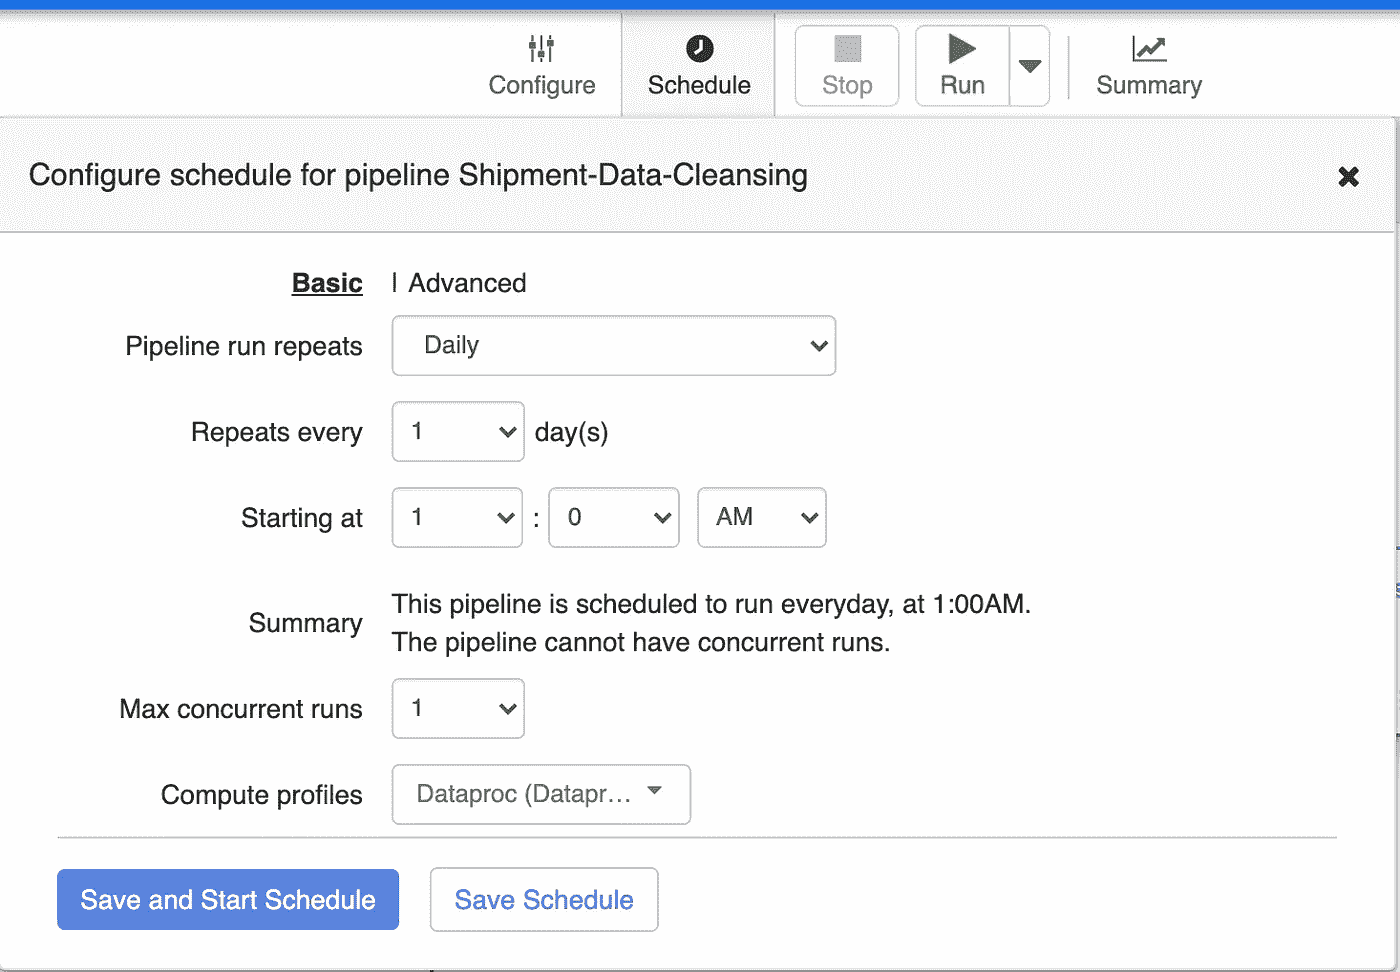 Configure Schedule Stop Run Summary
Configure schedule for pipeline Shipment-Data-Cleansing
Basic | Advanced
Pipeline run repeats Daily
Repeats every 1 day(s)
Starting at 1 : 0 AM
Summary This pipeline is scheduled to run everyday, at 1:00AM.
The pipeline cannot have concurrent runs.
Max concurrent runs 1
Compute profiles Dataproc (Datapr...
Save and Start Schedule Save Schedule